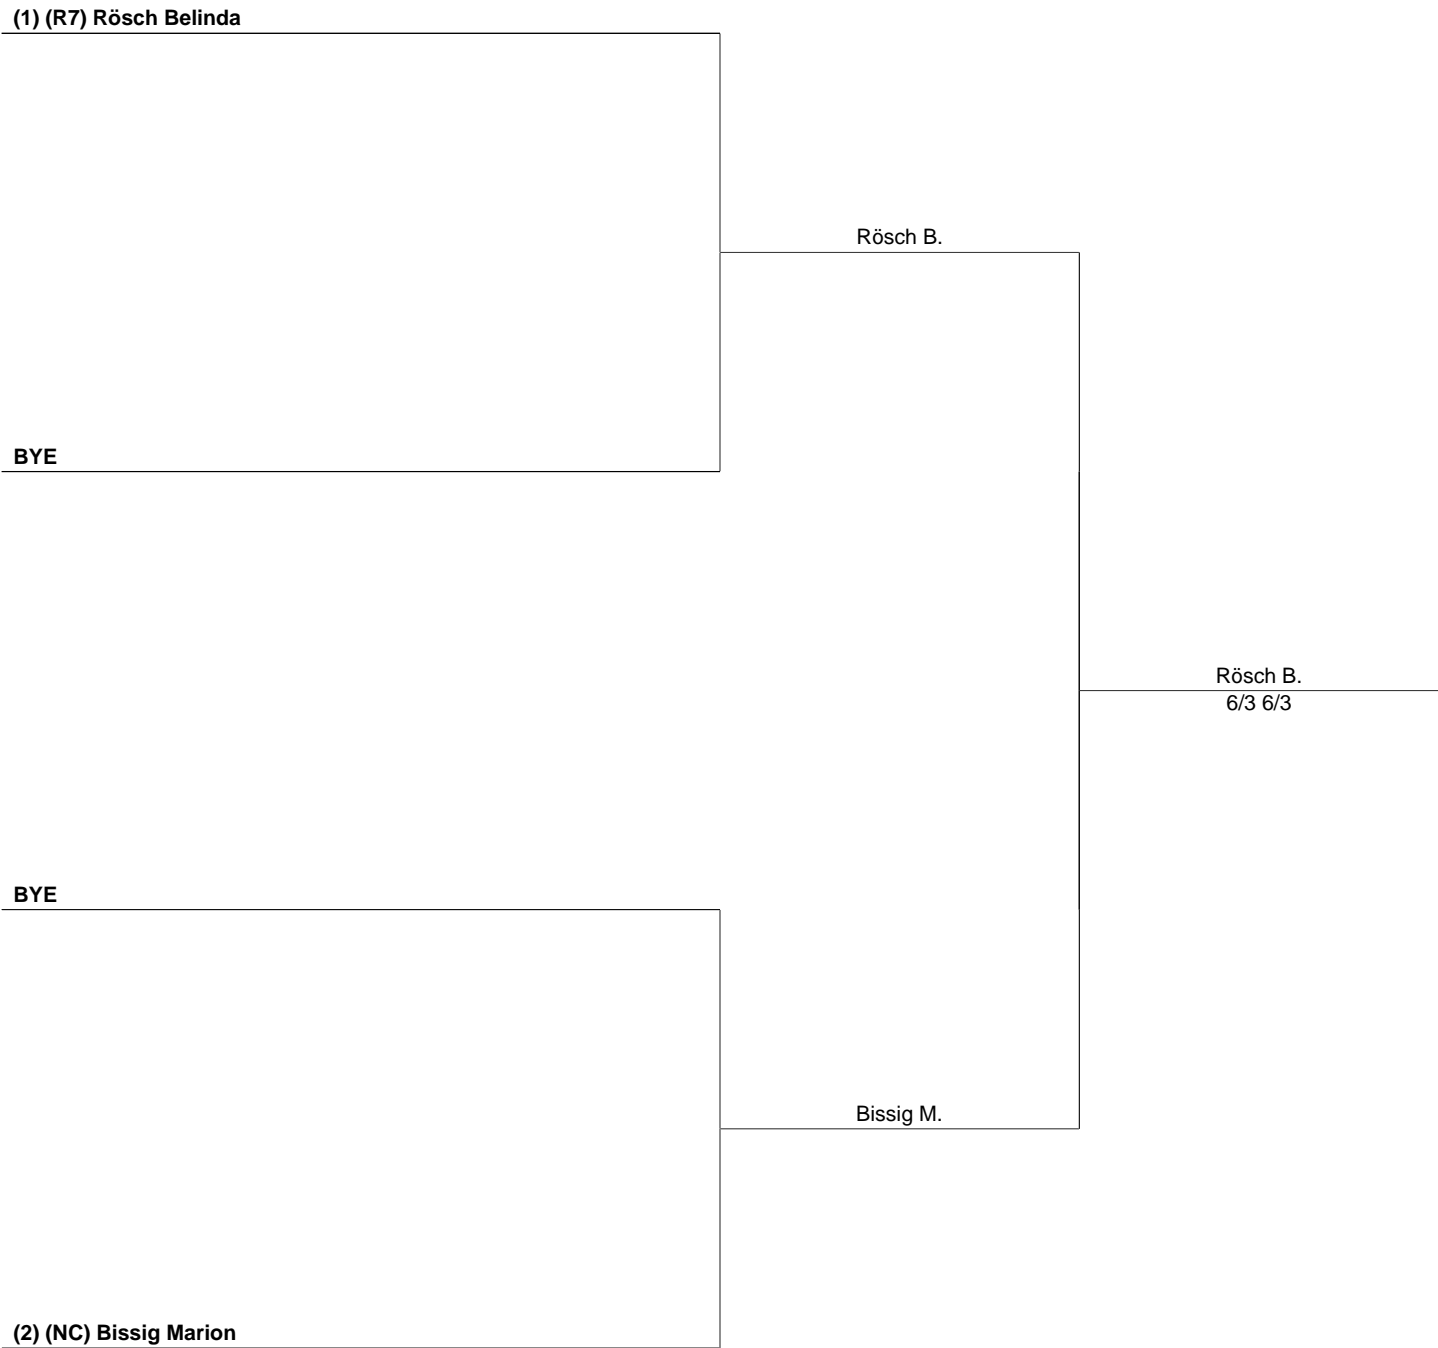 (1) (R7) Rösch Belinda
Rösch B.
BYE
Rösch B.
6/3 6/3
BYE
Bissig M.
(2) (NC) Bissig Marion